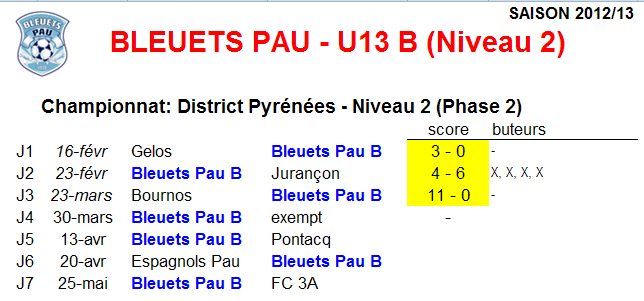 BLEUETS
PAU
SAISON 2012/13
BLEUETS PAU - U13 B (Niveau 2)
Championnat: District Pyrénées - Niveau 2 (Phase 2)
score buteurs
J1 16-févr Gelos Bleuets Pau B 3 - 0 -
J2 23-févr Bleuets Pau B Jurançon 4 - 6 X, X, X, X
J3 23-mars Bournos Bleuets Pau B 11 - 0 -
J4 30-mars Bleuets Pau B exempt -
J5 13-avr Bleuets Pau B Pontacq
J6 20-avr Espagnols Pau Bleuets Pau B
J7 25-mai Bleuets Pau B FC 3A